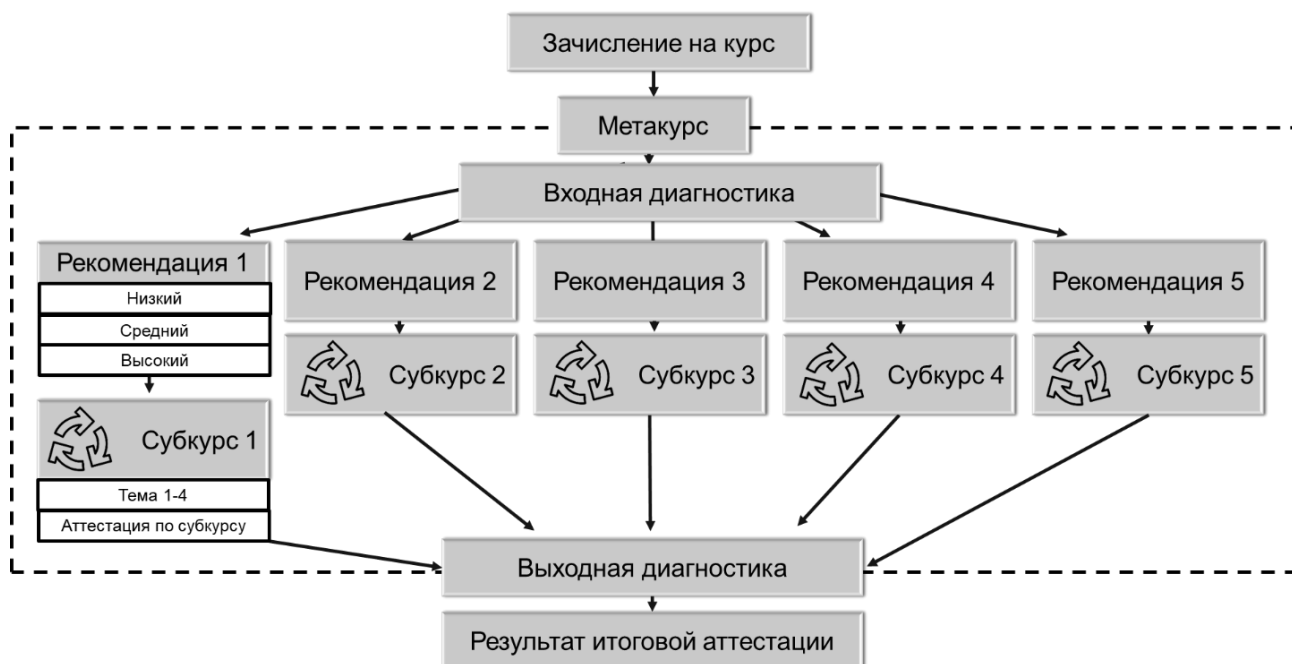 Зачисление на курс
Метакурс
Входная диагностика
Рекомендация 1
Низкий
Средний
Высокий
Рекомендация 2
Рекомендация 3
Рекомендация 4
Рекомендация 5
Субкурс 1
Тема 1-4
Аттестация по субкурсу
Субкурс 2
Субкурс 3
Субкурс 4
Субкурс 5
Выходная диагностика
Результат итоговой аттестации